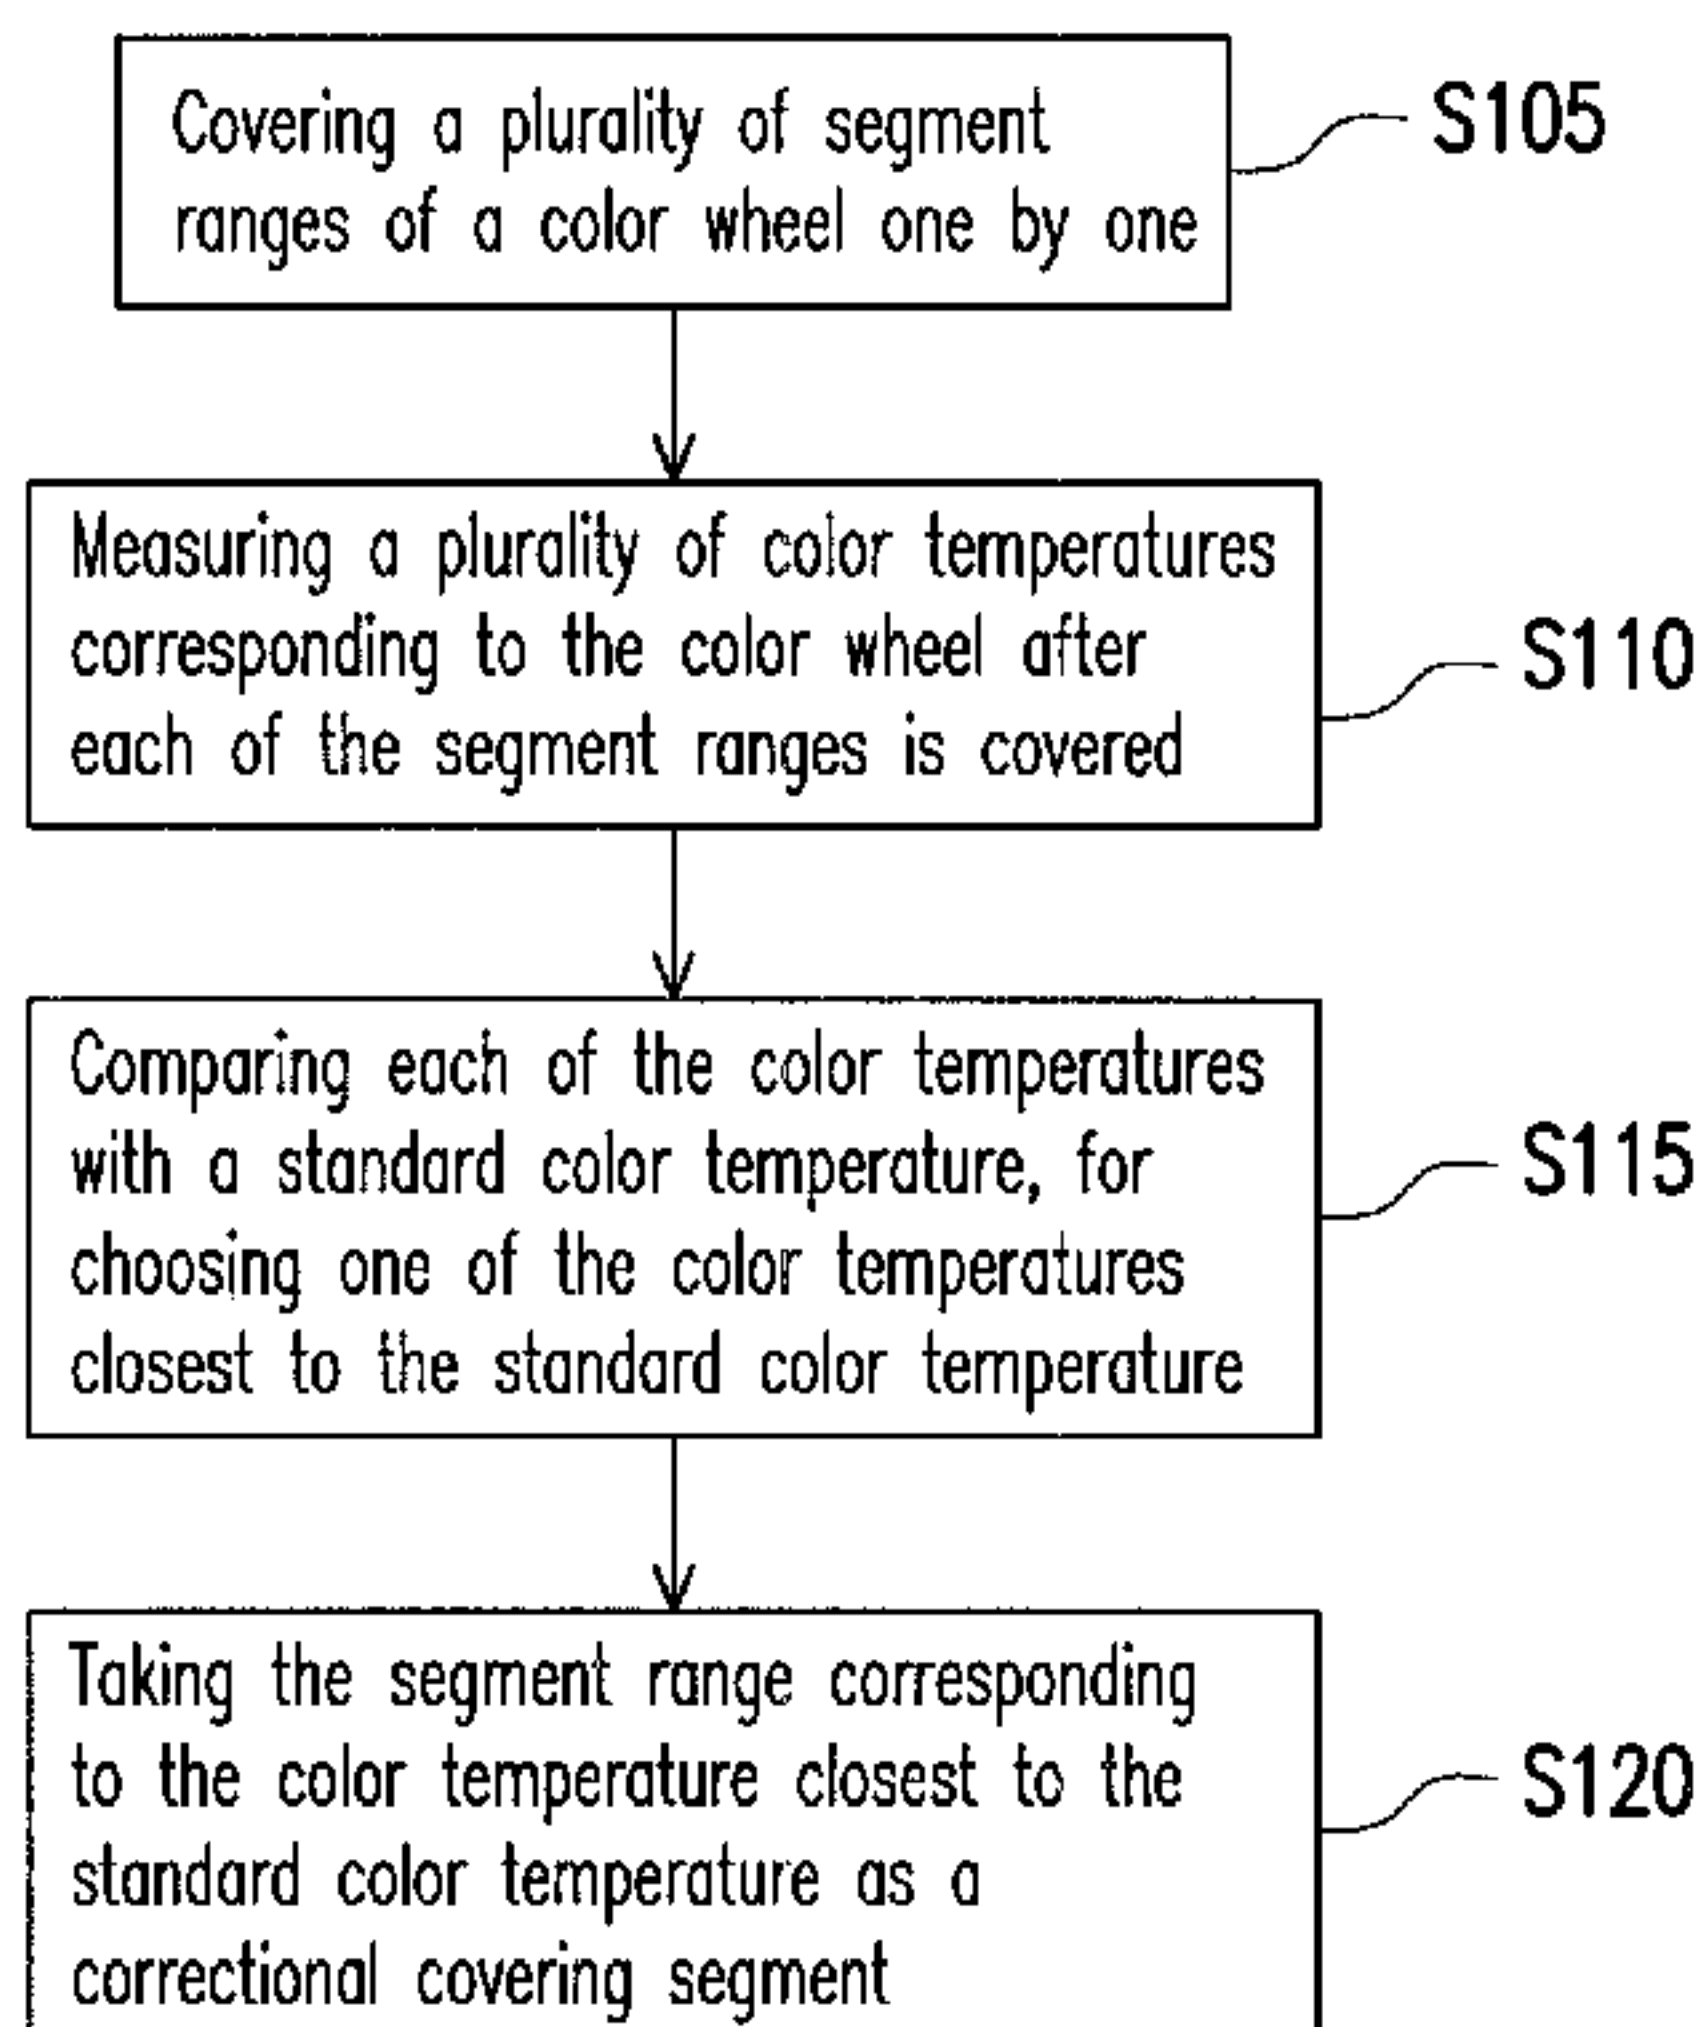 Covering a plurality of segment
ranges of a color wheel one by one
S105
Measuring a plurality of color temperatures
corresponding to the color wheel after
each of the segment ranges is covered
S110
Comparing each of the color temperatures
with a standard color temperature, for
choosing one of the color temperatures
closest to the standard color temperature
S115
Taking the segment range corresponding
to the color temperature closest to the
standard color temperature as a
correctional covering segment
S120